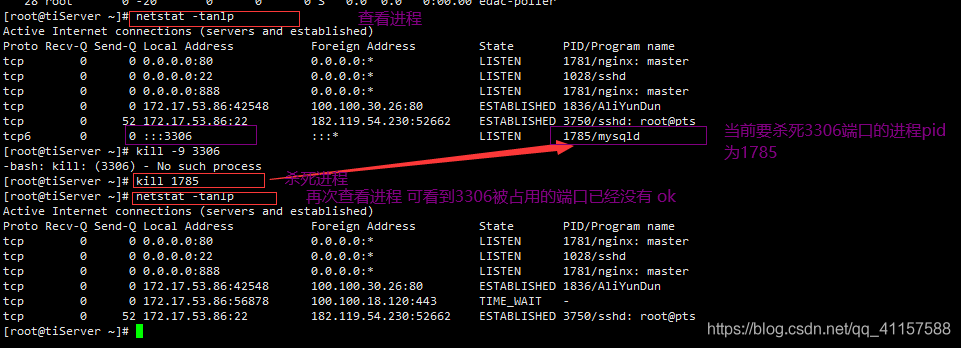 28 root 0 -20 0 0 0 S 0.0 0.0 0:00.00 edac-poller
[root@tiServer ~]# netstat -tanlp 查看进程
Active Internet connections (servers and established)
Proto Recv-Q Send-Q Local Address Foreign Address State PID/Program name
tcp 0 0 0.0.0.0:80 0.0.0.0:* LISTEN 1781/nginx: master
tcp 0 0 0.0.0.0:22 0.0.0.0:* LISTEN 1028/sshd
tcp 0 0 0.0.0.0:888 0.0.0.0:* LISTEN 1781/nginx: master
tcp 0 0 172.17.53.86:42548 100.100.30.26:80 ESTABLISHED 1836/AliYunDun
tcp 0 52 172.17.53.86:22 182.119.54.230:52662 ESTABLISHED 3750/sshd: root@pts
tcp6 0 0 :::3306 :::* LISTEN 1785/mysqld
当前要杀死3306端口的进程pid
为1785
[root@tiServer ~]# kill -9 3306
-bash: kill: (3306) - No such process
[root@tiServer ~]# kill 1785 杀死进程
[root@tiServer ~]# netstat -tanlp 再次查看进程 可看到3306被占用的端口已经没有 ok
Active Internet connections (servers and established)
Proto Recv-Q Send-Q Local Address Foreign Address State PID/Program name
tcp 0 0 0.0.0.0:80 0.0.0.0:* LISTEN 1781/nginx: master
tcp 0 0 0.0.0.0:22 0.0.0.0:* LISTEN 1028/sshd
tcp 0 0 0.0.0.0:888 0.0.0.0:* LISTEN 1781/nginx: master
tcp 0 0 172.17.53.86:42548 100.100.30.26:80 ESTABLISHED 1836/AliYunDun
tcp 0 0 172.17.53.86:56878 100.100.18.120:443 TIME_WAIT -
tcp 0 52 172.17.53.86:22 182.119.54.230:52662 ESTABLISHED 3750/sshd: root@pts
[root@tiServer ~]#
https://blog.csdn.net/qq_41157588